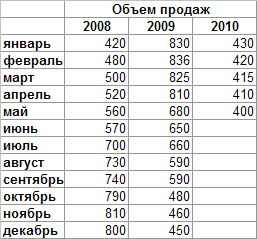 Объем продаж
2008 2009 2010
январь 420 830 430
февраль 480 836 420
март 500 825 415
апрель 520 810 410
май 560 680 400
июнь 570 650
июль 700 660
август 730 590
сентябрь 740 590
октябрь 790 480
ноябрь 810 460
декабрь 800 450